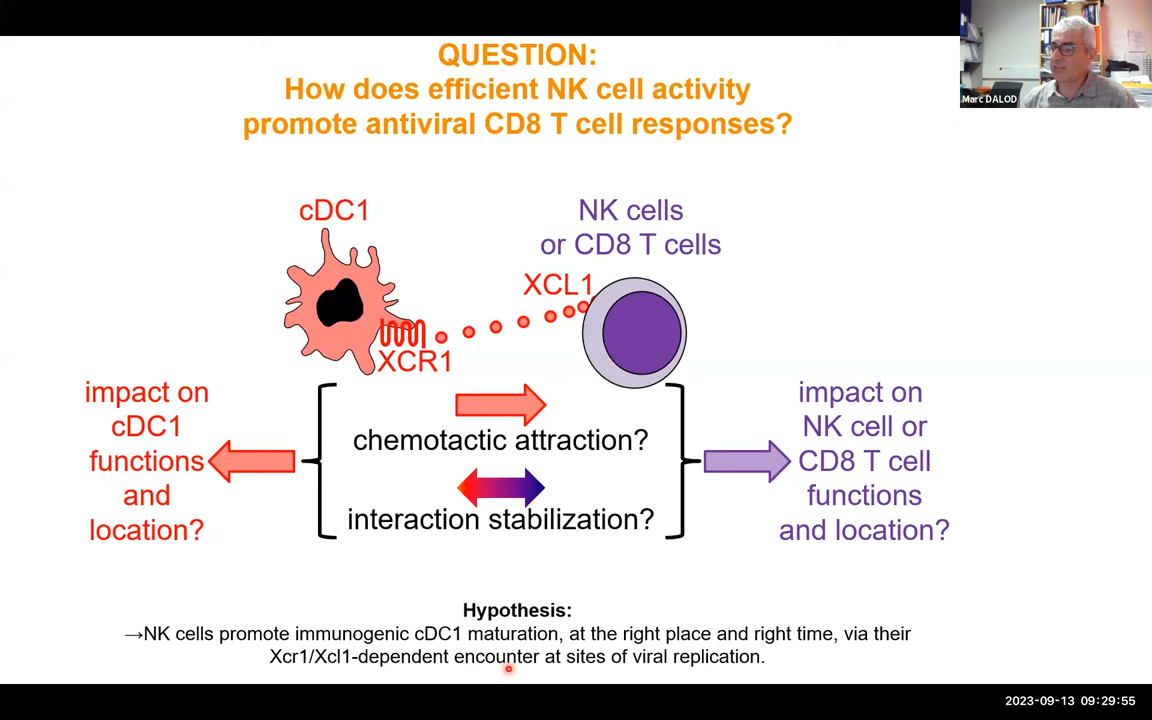 QUESTION:
How does efficient NK cell activity
promote antiviral CD8 T cell responses?
Marc DALOD
cDC1
NK cells
or CD8 T cells
XCL1
XCR1
impact on
cDC1
functions
and
location?
chemotactic attraction?
interaction stabilization?
impact on
NK cell or
CD8 T cell
functions
and location?
Hypothesis:
→NK cells promote immunogenic cDC1 maturation, at the right place and right time, via their
Xcr1/Xcl1-dependent encounter at sites of viral replication.
2023-09-13 09:29:55